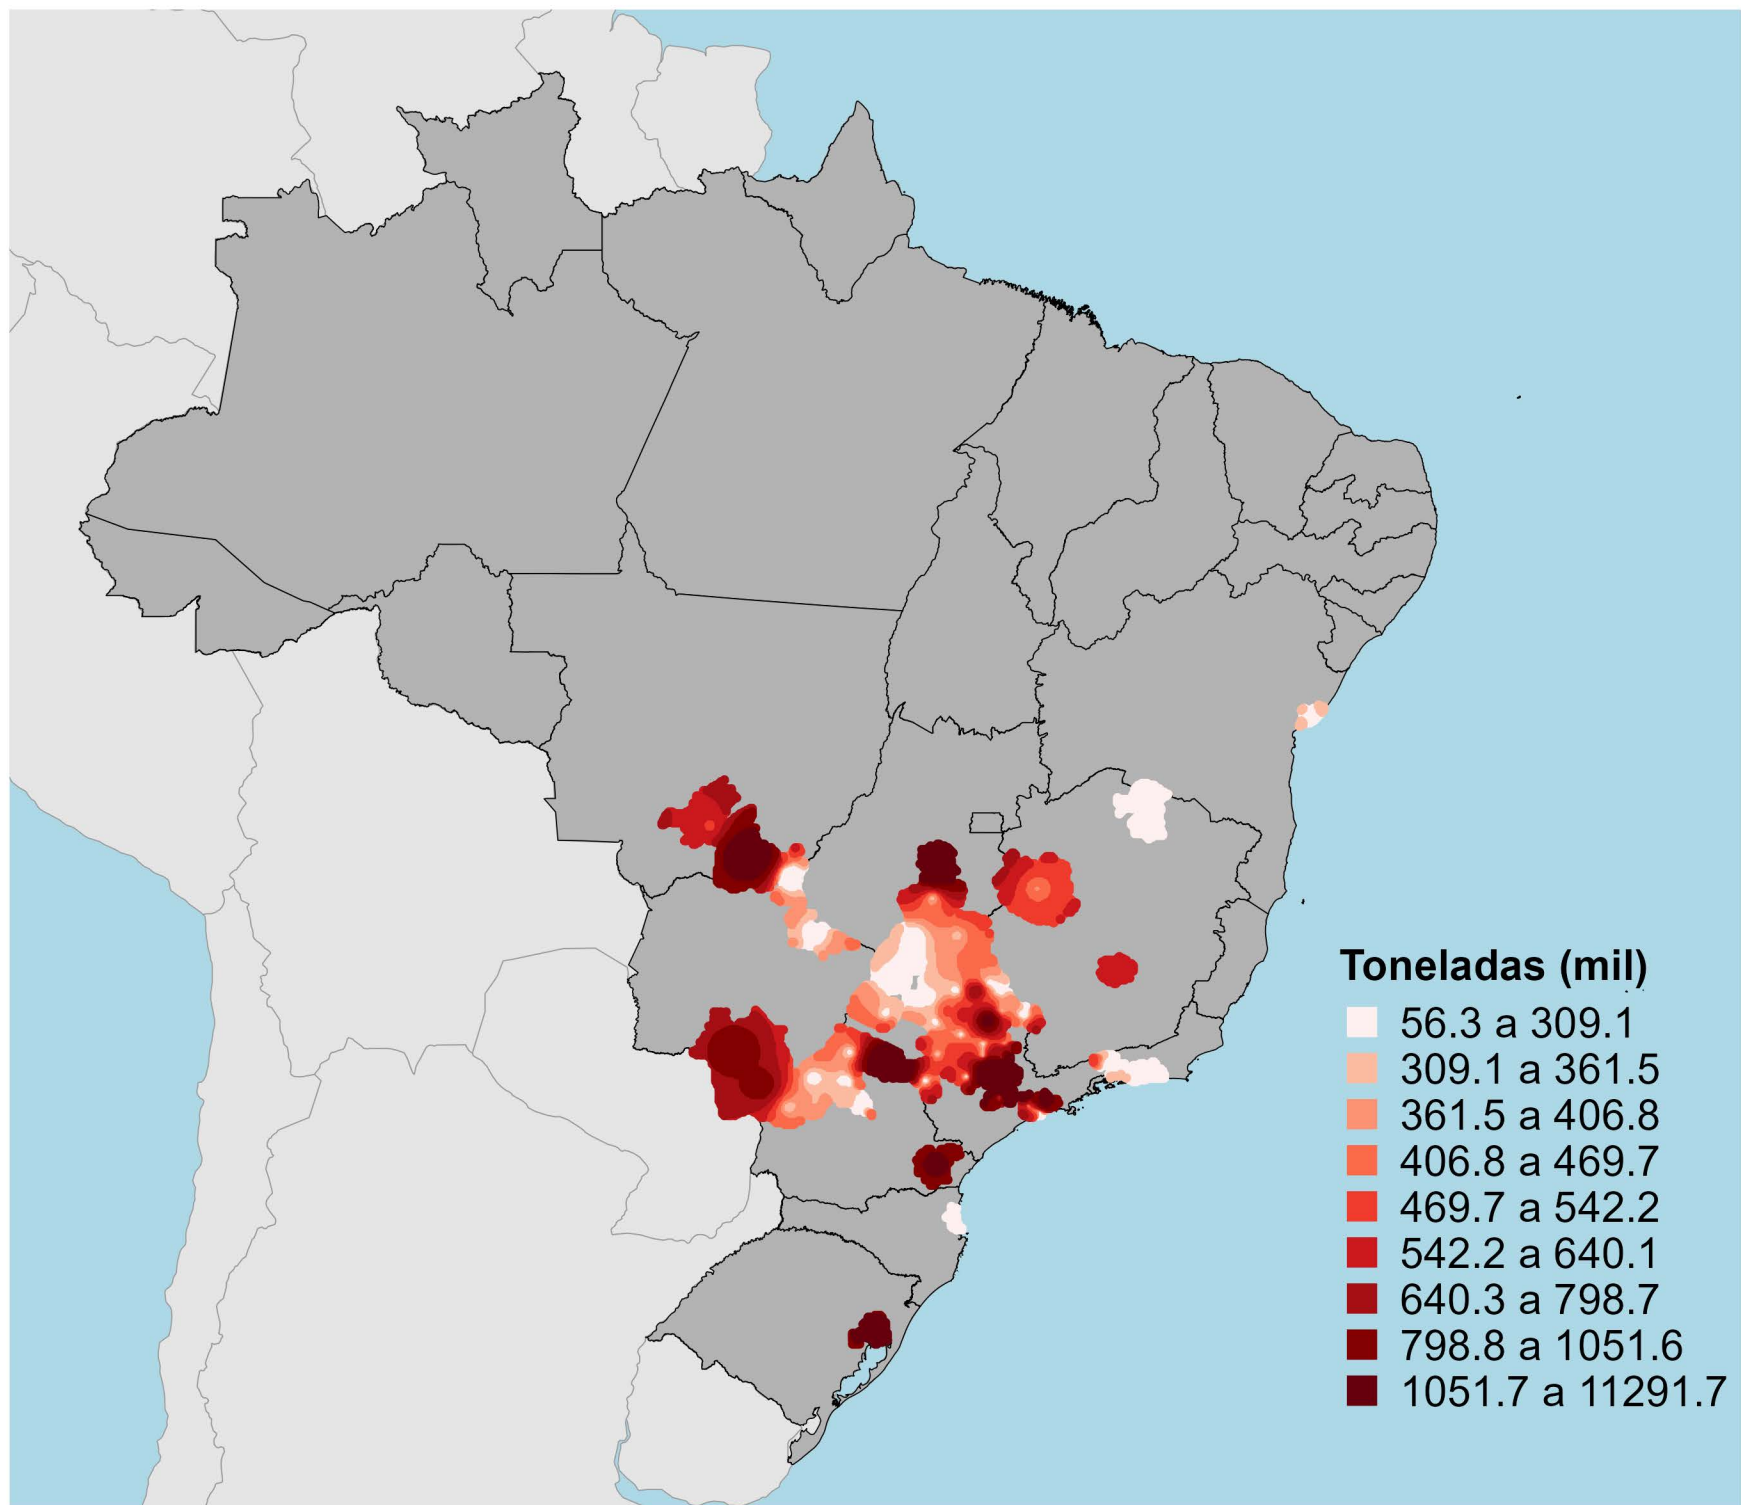 Toneladas (mil)
56.3 a 309.1
309.1 a 361.5
361.5 a 406.8
406.8 a 469.7
469.7 a 542.2
542.2 a 640.1
640.3 a 798.7
798.8 a 1051.6
1051.7 a 11291.7